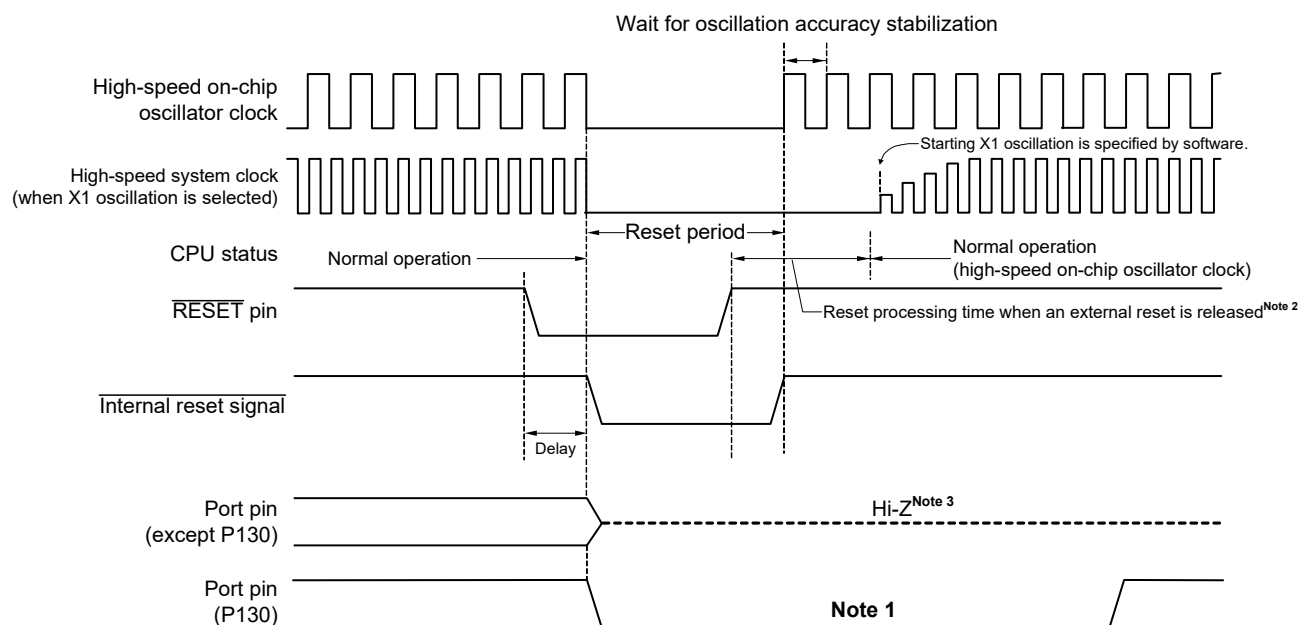 Wait for oscillation accuracy stabilization
High-speed on-chip
oscillator clock
Starting X1 oscillation is specified by software.
High-speed system clock
(when X1 oscillation is selected)
Reset period
CPU status
Normal operation
Normal operation
(high-speed on-chip oscillator clock)
RESET pin
Reset processing time when an external reset is released Note 2
Internal reset signal
Delay
Port pin
(except P130)
Hi-Z Note 3
Port pin
(P130)
Note 1